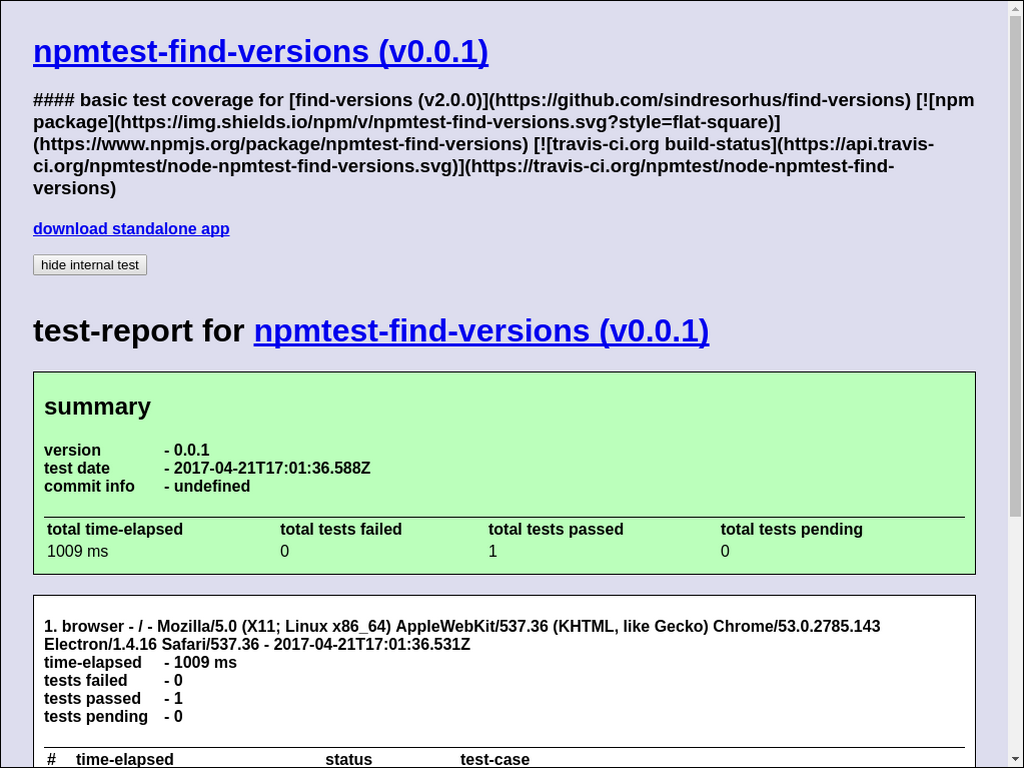 npmtest-find-versions (v0.0.1)
#### basic test coverage for [find-versions (v2.0.0)](https://github.com/sindresorhus/find-versions) [![npm
package](https://img.shields.io/npm/v/npmtest-find-versions.svg?style=flat-square)]
(https://www.npmjs.org/package/npmtest-find-versions) [![travis-ci.org build-status](https://api.travis-
ci.org/npmtest/node-npmtest-find-versions.svg)](https://travis-ci.org/npmtest/node-npmtest-find-
versions)
download standalone app
hide internal test
test-report for npmtest-find-versions (v0.0.1)
summary
version - 0.0.1
test date - 2017-04-21T17:01:36.588Z
commit info - undefined
total time-elapsed total tests failed total tests passed total tests pending
1009 ms 0 1 0
1. browser - / - Mozilla/5.0 (X11; Linux x86_64) AppleWebKit/537.36 (KHTML, like Gecko) Chrome/53.0.2785.143
Electron/1.4.16 Safari/537.36 - 2017-04-21T17:01:36.531Z
time-elapsed - 1009 ms
tests failed - 0
tests passed - 1
tests pending - 0
# time-elapsed status test-case